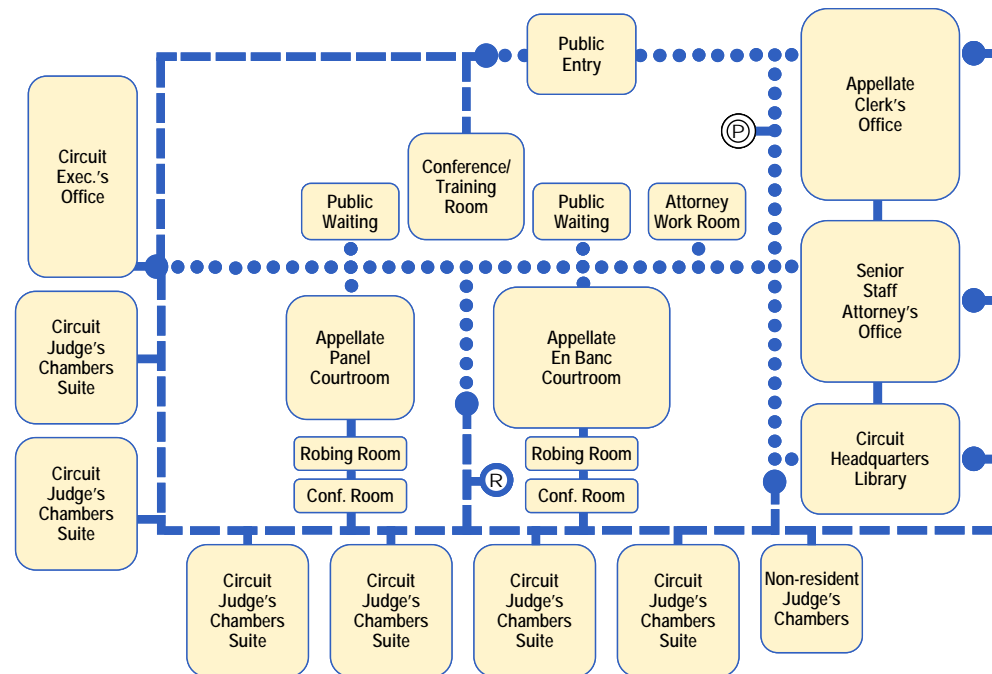 Public
Entry
Appellate
Clerk's
Office
P
Circuit
Exec.'s
Office
Conference/
Training
Room
Public
Waiting
Public
Waiting
Attorney
Work Room
Senior
Staff
Attorney's
Office
Circuit
Judge's
Chambers
Suite
Appellate
Panel
Courtroom
Appellate
En Banc
Courtroom
Circuit
Headquarters
Library
Circuit
Judge's
Chambers
Suite
Robing Room
Robing Room
R
Conf. Room
Conf. Room
Circuit
Judge's
Chambers
Suite
Circuit
Judge's
Chambers
Suite
Circuit
Judge's
Chambers
Suite
Circuit
Judge's
Chambers
Suite
Non-resident
Judge's
Chambers